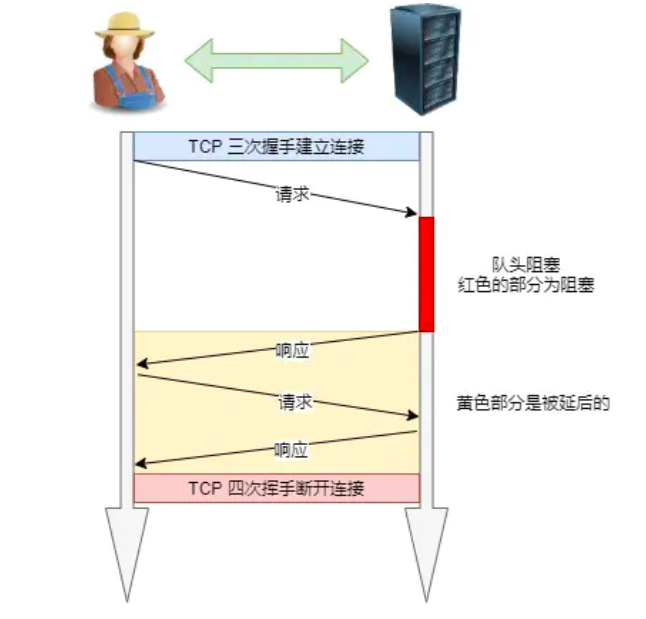 TCP 三次握手建立连接
请求
队头阻塞
红色的部分为阻塞
响应
请求
黄色部分是被延后的
响应
TCP 四次挥手断开连接